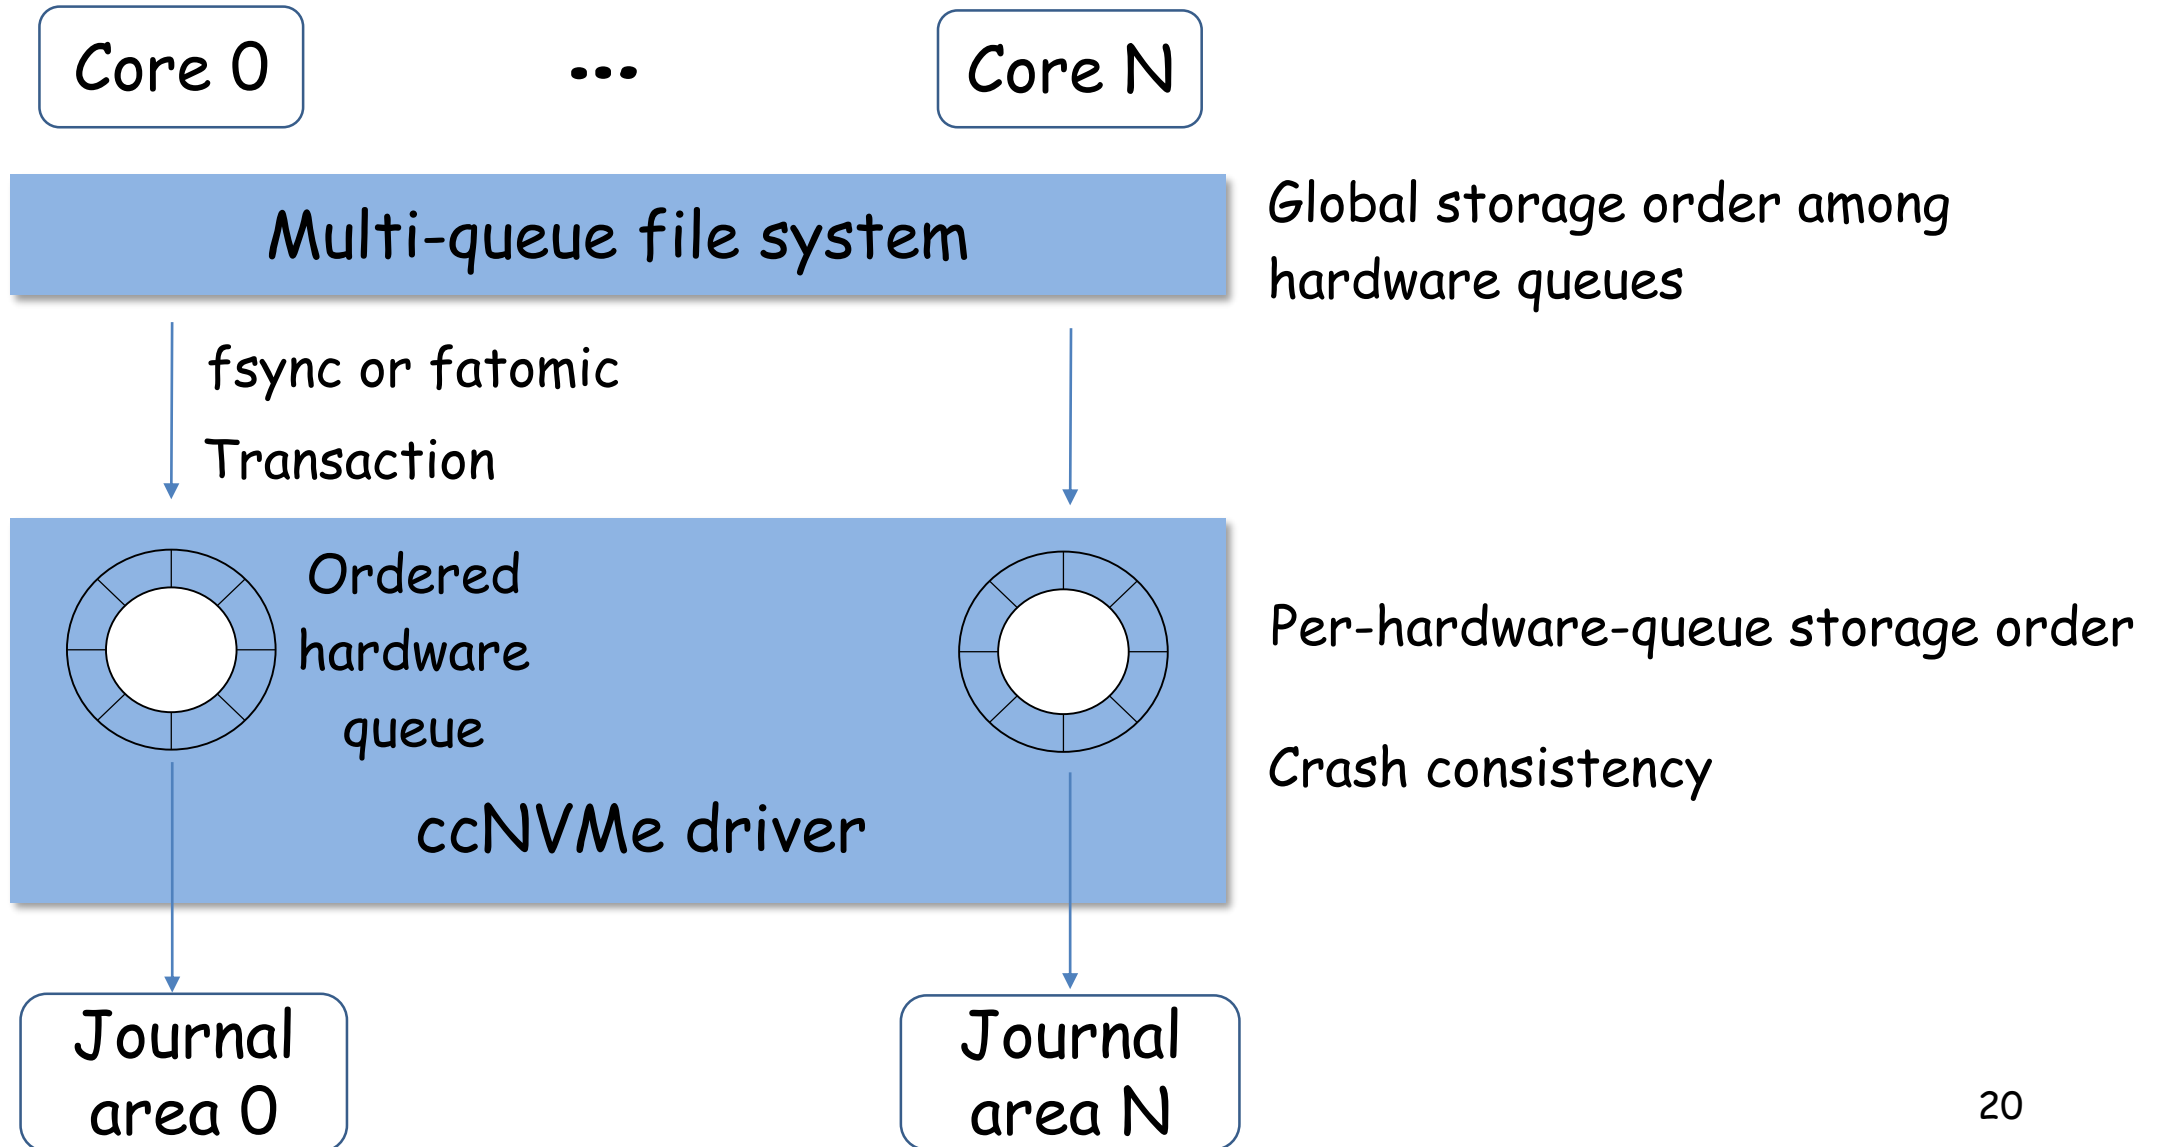 Core 0
...
Core N
Multi-queue file system
Global storage order among
hardware queues
fsync or fatomic
Transaction
Ordered
hardware
queue
ccNVMe driver
Per-hardware-queue storage order
Crash consistency
Journal
area 0
Journal
area N
20